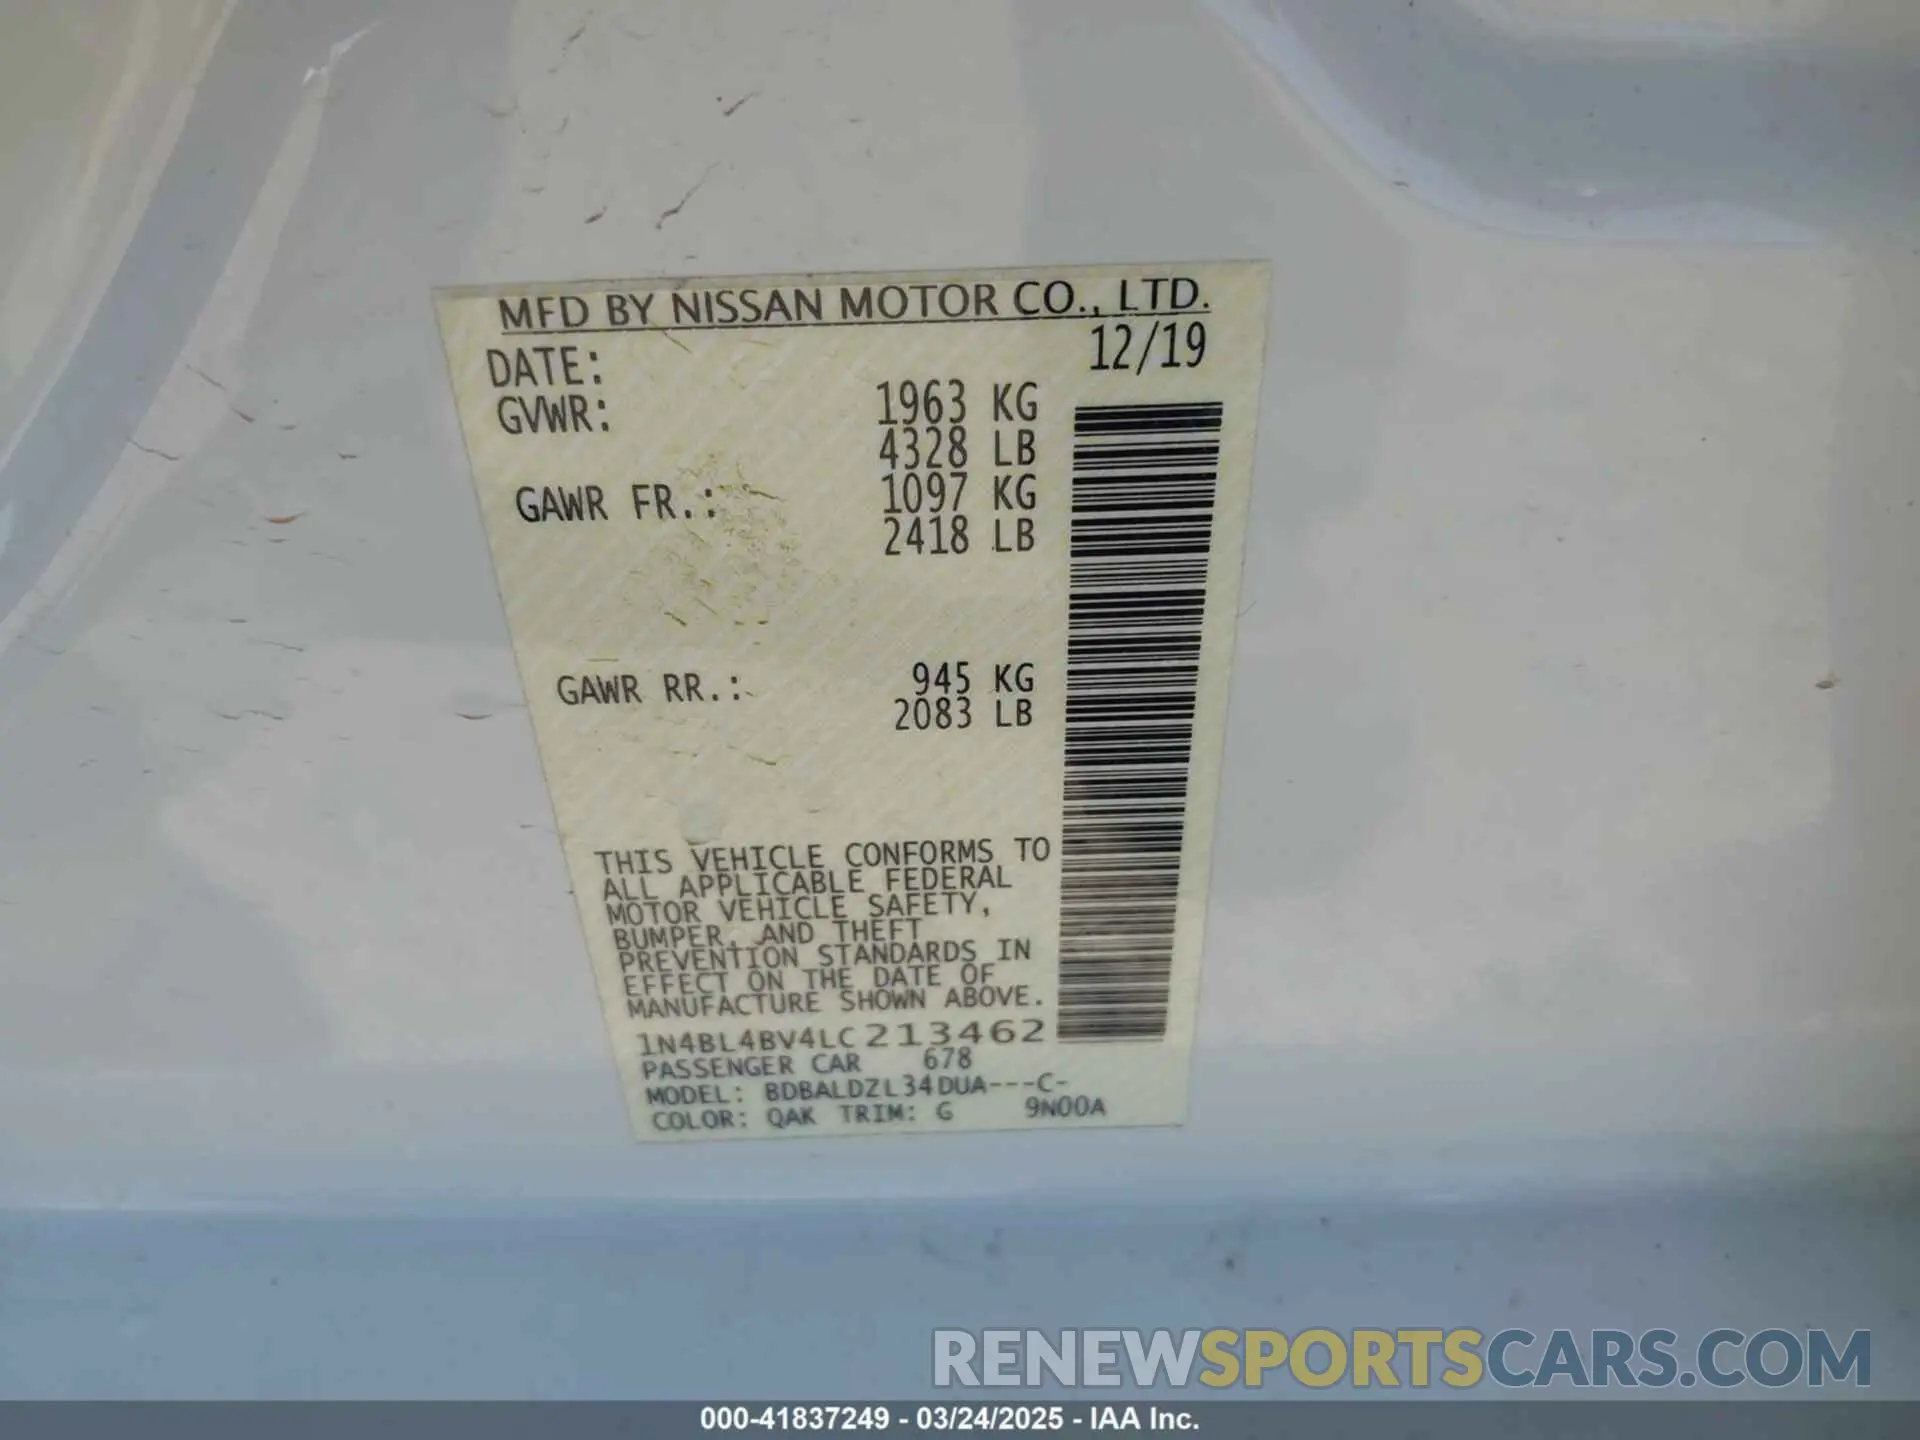 MFD BY NISSAN MOTOR CO., LTD.
DATE: 12/19
GVWR: 1963 KG
4328 LB
GAWR FR.: 1097 KG
2418 LB
GAWR RR.: 945 KG
2083 LB
THIS VEHICLE CONFORMS TO
ALL APPLICABLE FEDERAL
MOTOR VEHICLE SAFETY,
BUMPER, AND THEFT
PREVENTION STANDARDS IN
EFFECT ON THE DATE OF
MANUFACTURE SHOWN ABOVE.
1N4BL4BV4LC213462
PASSENGER CAR 678
MODEL: BDBALDZL34DUA---C-
COLOR: QAK TRIM: G 9N00A
RENEWSPORTSCARS.COM
000-41837249 - 03/24/2025 - IAA Inc.